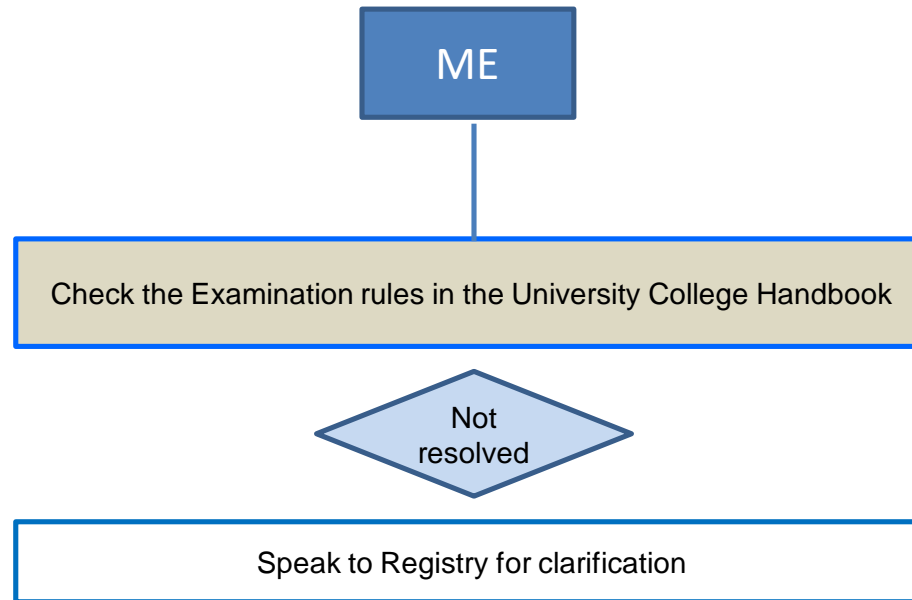 ME
Check the Examination rules in the University College Handbook
Not
resolved
Speak to Registry for clarification